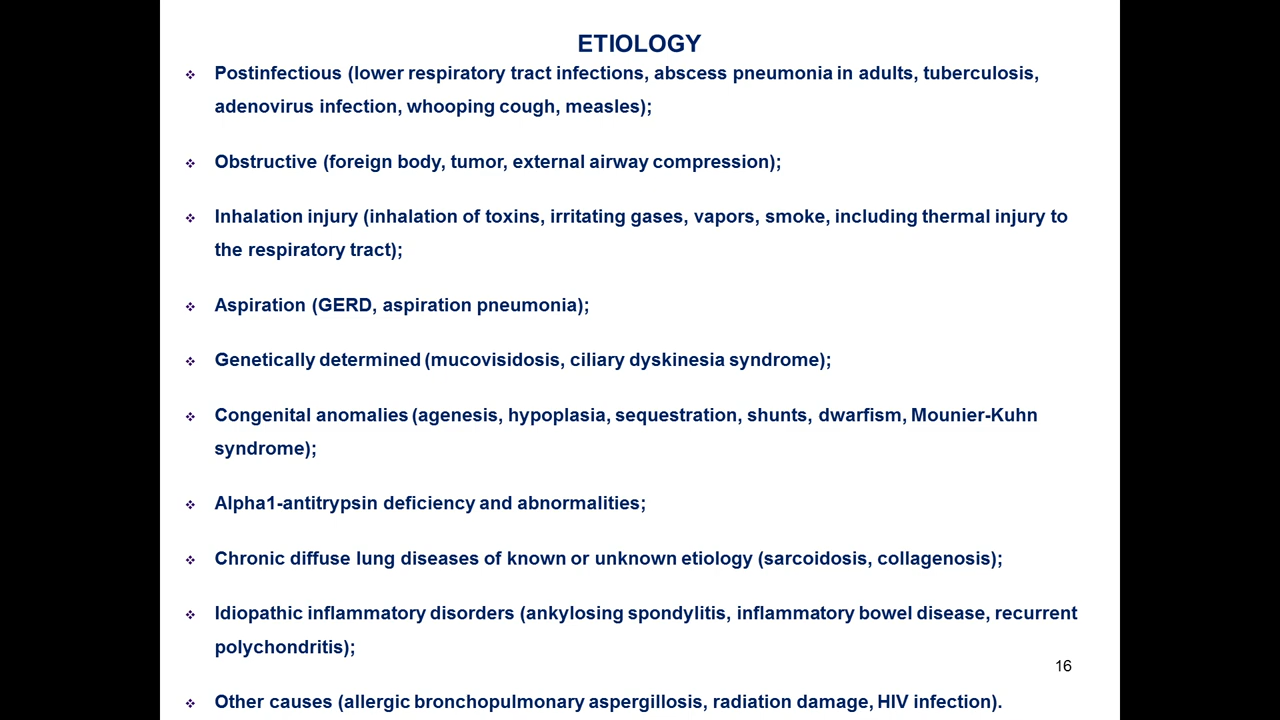 ETIOLOGY
❖ Postinfectious (lower respiratory tract infections, abscess pneumonia in adults, tuberculosis,
adenovirus infection, whooping cough, measles);
❖ Obstructive (foreign body, tumor, external airway compression);
❖ Inhalation injury (inhalation of toxins, irritating gases, vapors, smoke, including thermal injury to
the respiratory tract);
❖ Aspiration (GERD, aspiration pneumonia);
❖ Genetically determined (mucovisidosis, ciliary dyskinesia syndrome);
❖ Congenital anomalies (agenesis, hypoplasia, sequestration, shunts, dwarfism, Mounier-Kuhn
syndrome);
❖ Alpha1-antitrypsin deficiency and abnormalities;
❖ Chronic diffuse lung diseases of known or unknown etiology (sarcoidosis, collagenosis);
❖ Idiopathic inflammatory disorders (ankylosing spondylitis, inflammatory bowel disease, recurrent
polychondritis);
16
❖ Other causes (allergic bronchopulmonary aspergillosis, radiation damage, HIV infection).